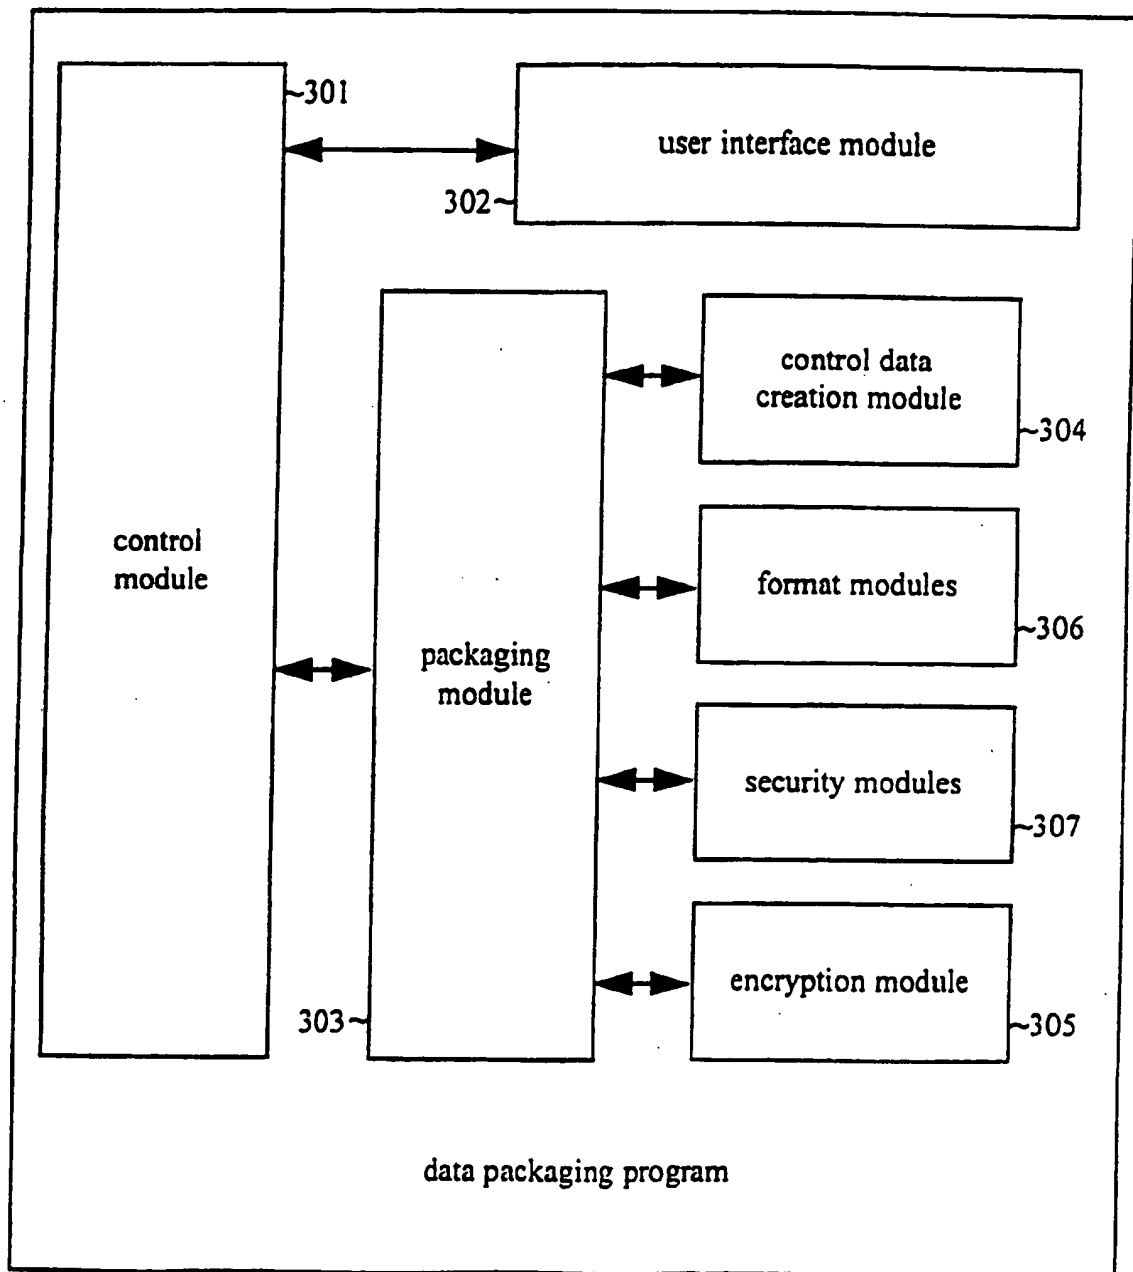 301
user interface module
302
control data
creation module
304
control
module
format modules
306
packaging
module
security modules
307
encryption module
303
305
data packaging program